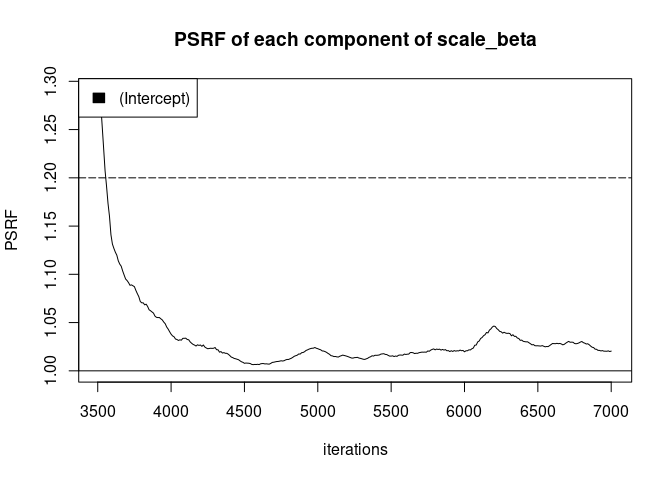 PSRF of each component of scale_beta
(Intercept)
PSRF
1.30
1.25
1.20
1.15
1.10
1.05
1.00
3500 4000 4500 5000 5500 6000 6500 7000
iterations